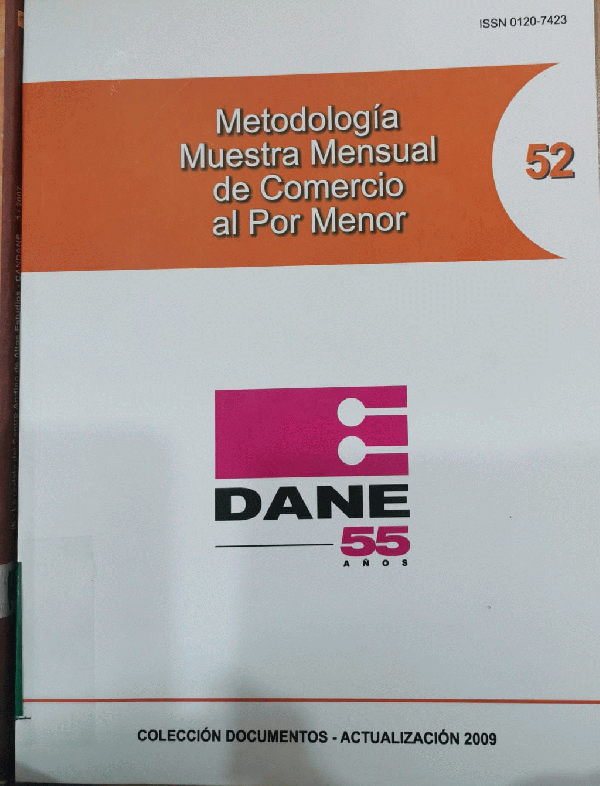 ISSN 0120-7423
Metodología
Muestra Mensual
de Comercio
al Por Menor
52
DANE
55
AÑOS
COLECCIÓN DOCUMENTOS - ACTUALIZACIÓN 2009